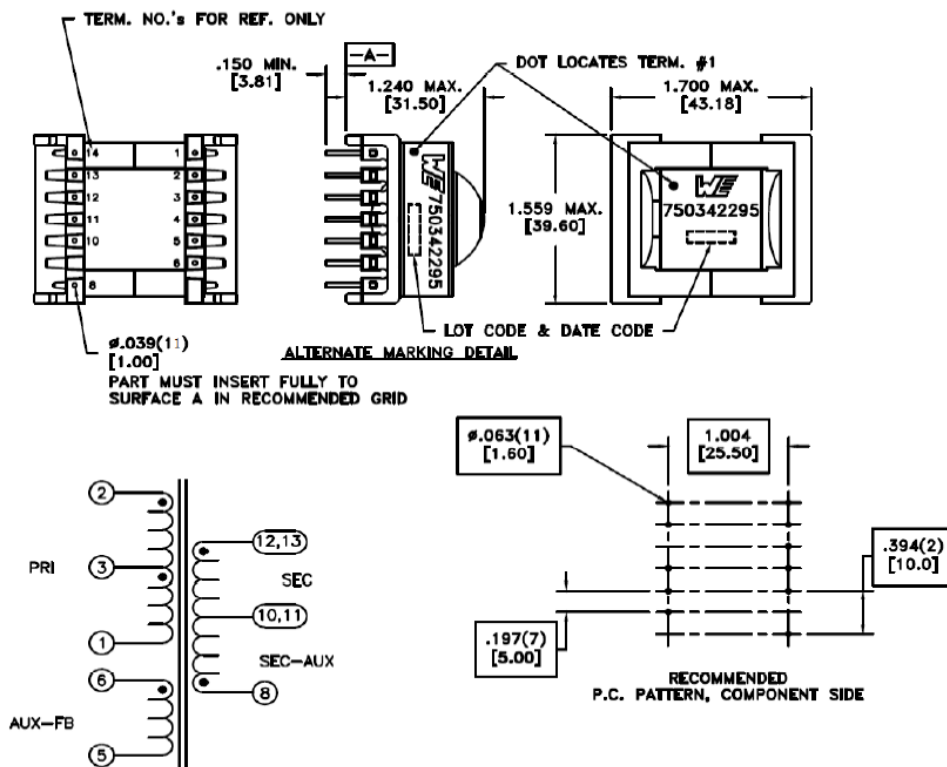 TERM. NO.'s FOR REF. ONLY
.150 MIN.
[3.81]
-A-
1.240 MAX.
[31.50]
DOT LOCATES TERM. #1
1.700 MAX.
[43.18]
14 1
13 2
12 3
11 4
10 5
6
8
WE
750342295
1.559 MAX.
[39.60]
WE
750342295
LOT CODE & DATE CODE
ø.039(11)
[1.00]
ALTERNATE MARKING DETAIL
PART MUST INSERT FULLY TO
SURFACE A IN RECOMMENDED GRID
ø.063(11)
[1.60]
1.004
[25.50]
.394(2)
[10.0]
.197(7)
[5.00]
RECOMMENDED
P.C. PATTERN, COMPONENT SIDE
2
12,13
PRI
3
SEC
10,11
1
SEC-AUX
6
8
AUX-FB
5